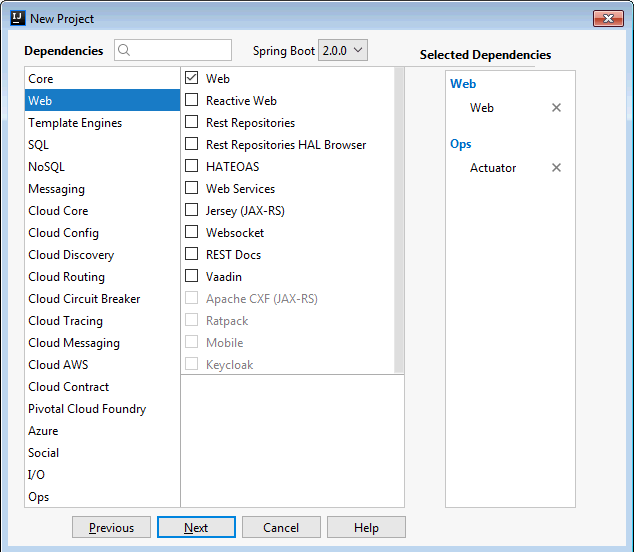 IJ New Project
Dependencies
Spring Boot 2.0.0
Selected Dependencies
Core
Web
Template Engines
SQL
NoSQL
Messaging
Cloud Core
Cloud Config
Cloud Discovery
Cloud Routing
Cloud Circuit Breaker
Cloud Tracing
Cloud Messaging
Cloud AWS
Cloud Contract
Pivotal Cloud Foundry
Azure
Social
I/O
Ops
Web
Reactive Web
Rest Repositories
Rest Repositories HAL Browser
HATEOAS
Web Services
Jersey (JAX-RS)
Websocket
REST Docs
Vaadin
Apache CXF (JAX-RS)
Ratpack
Mobile
Keycloak
Web
Web
Ops
Actuator
Previous
Next
Cancel
Help